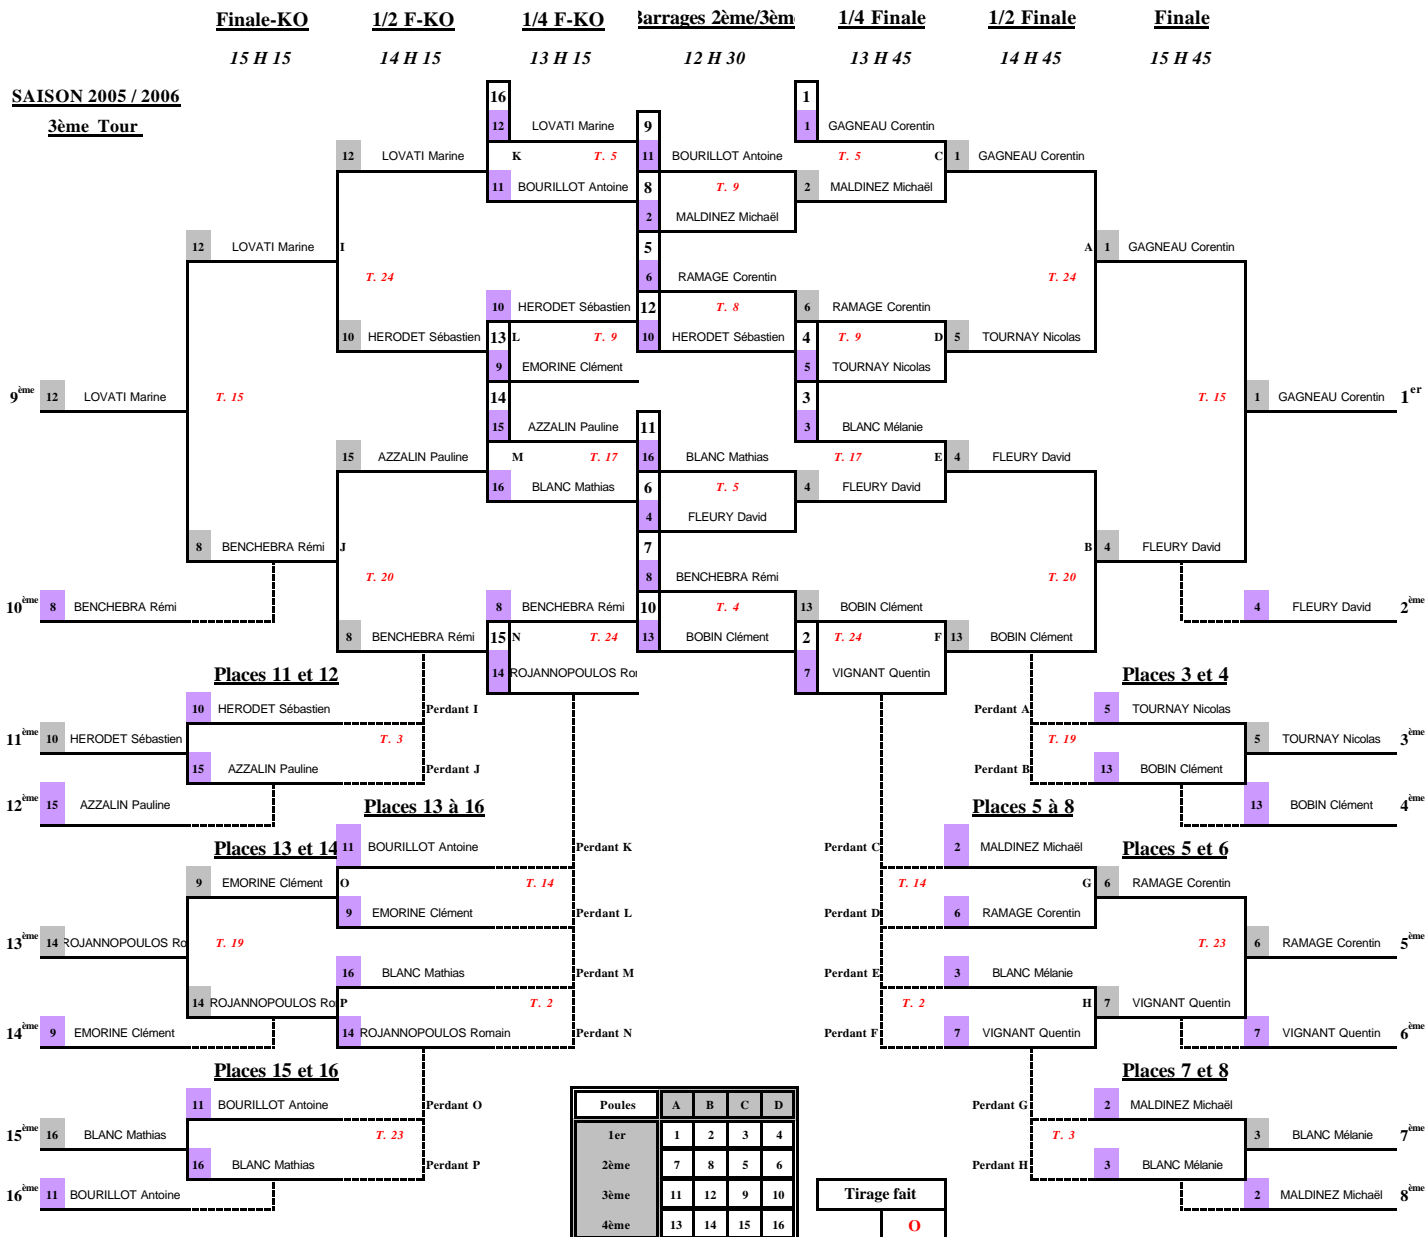 Finale-KO 1/2 F-KO 1/4 F-KO Barrages 2ème/3èm 1/4 Finale 1/2 Finale Finale
15 H 15 14 H 15 13 H 15 12 H 30 13 H 45 14 H 45 15 H 45
SAISON 2005 / 2006 16 1
3ème Tour 12 LOVATI Marine 9 1 GAGNEAU Corentin
12 LOVATI Marine K T. 5 11 BOURILLOT Antoine T. 5 C 1 GAGNEAU Corentin
11 BOURILLOT Antoine 8 T. 9 2 MALDINEZ Michaël
2 MALDINEZ Michaël
12 LOVATI Marine I 5 A 1 GAGNEAU Corentin
T. 24 6 RAMAGE Corentin T. 24
10 HERODET Sébastien 12 T. 8 6 RAMAGE Corentin
10 HERODET Sébastien 13 L T. 9 10 HERODET Sébastien 4 T. 9 D 5 TOURNAY Nicolas
9 EMORINE Clément 5 TOURNAY Nicolas
9ème 12 LOVATI Marine T. 15 14 3 T. 15 1 GAGNEAU Corentin 1er
15 AZZALIN Pauline 11 3 BLANC Mélanie
15 AZZALIN Pauline M T. 17 16 BLANC Mathias T. 17 E 4 FLEURY David
16 BLANC Mathias 6 T. 5 4 FLEURY David
4 FLEURY David
8 BENCHEBRA Rémi J 7 B 4 FLEURY David
T. 20 8 BENCHEBRA Rémi T. 20
10ème 8 BENCHEBRA Rémi 8 BENCHEBRA Rémi 10 T. 4 13 BOBIN Clément 4 FLEURY David 2ème
8 BENCHEBRA Rémi 15 N T. 24 13 BOBIN Clément 2 T. 24 F 13 BOBIN Clément
Places 11 et 12 14 ROJANNOPOULOS Ro 7 VIGNANT Quentin Places 3 et 4
10 HERODET Sébastien Perdant I Perdant A 5 TOURNAY Nicolas
11ème 10 HERODET Sébastien T. 3 T. 19 5 TOURNAY Nicolas 3ème
15 AZZALIN Pauline Perdant J Perdant B 13 BOBIN Clément
12ème 15 AZZALIN Pauline Places 13 à 16 Places 5 à 8 13 BOBIN Clément 4ème
Places 13 et 14 11 BOURILLOT Antoine Perdant K Perdant C 2 MALDINEZ Michaël Places 5 et 6
9 EMORINE Clément O T. 14 T. 14 G 6 RAMAGE Corentin
9 EMORINE Clément Perdant L Perdant D 6 RAMAGE Corentin
13ème 14 ROJANNOPOULOS Ro T. 19 T. 23 6 RAMAGE Corentin 5ème
16 BLANC Mathias Perdant M Perdant E 3 BLANC Mélanie
14 ROJANNOPOULOS Ro P T. 2 T. 2 H 7 VIGNANT Quentin
14ème 9 EMORINE Clément 14 ROJANNOPOULOS Romain Perdant N Perdant F 7 VIGNANT Quentin 7 VIGNANT Quentin 6ème
Places 15 et 16 Places 7 et 8
11 BOURILLOT Antoine Perdant O Poules A B C D Perdant G 2 MALDINEZ Michaël
15ème 16 BLANC Mathias T. 23 1er 1 2 3 4 T. 3 3 BLANC Mélanie 7ème
16 BLANC Mathias Perdant P 2ème 7 8 5 6 Perdant H 3 BLANC Mélanie
16ème 11 BOURILLOT Antoine 3ème 11 12 9 10 Tirage fait 2 MALDINEZ Michaël 8ème
4ème 13 14 15 16 O